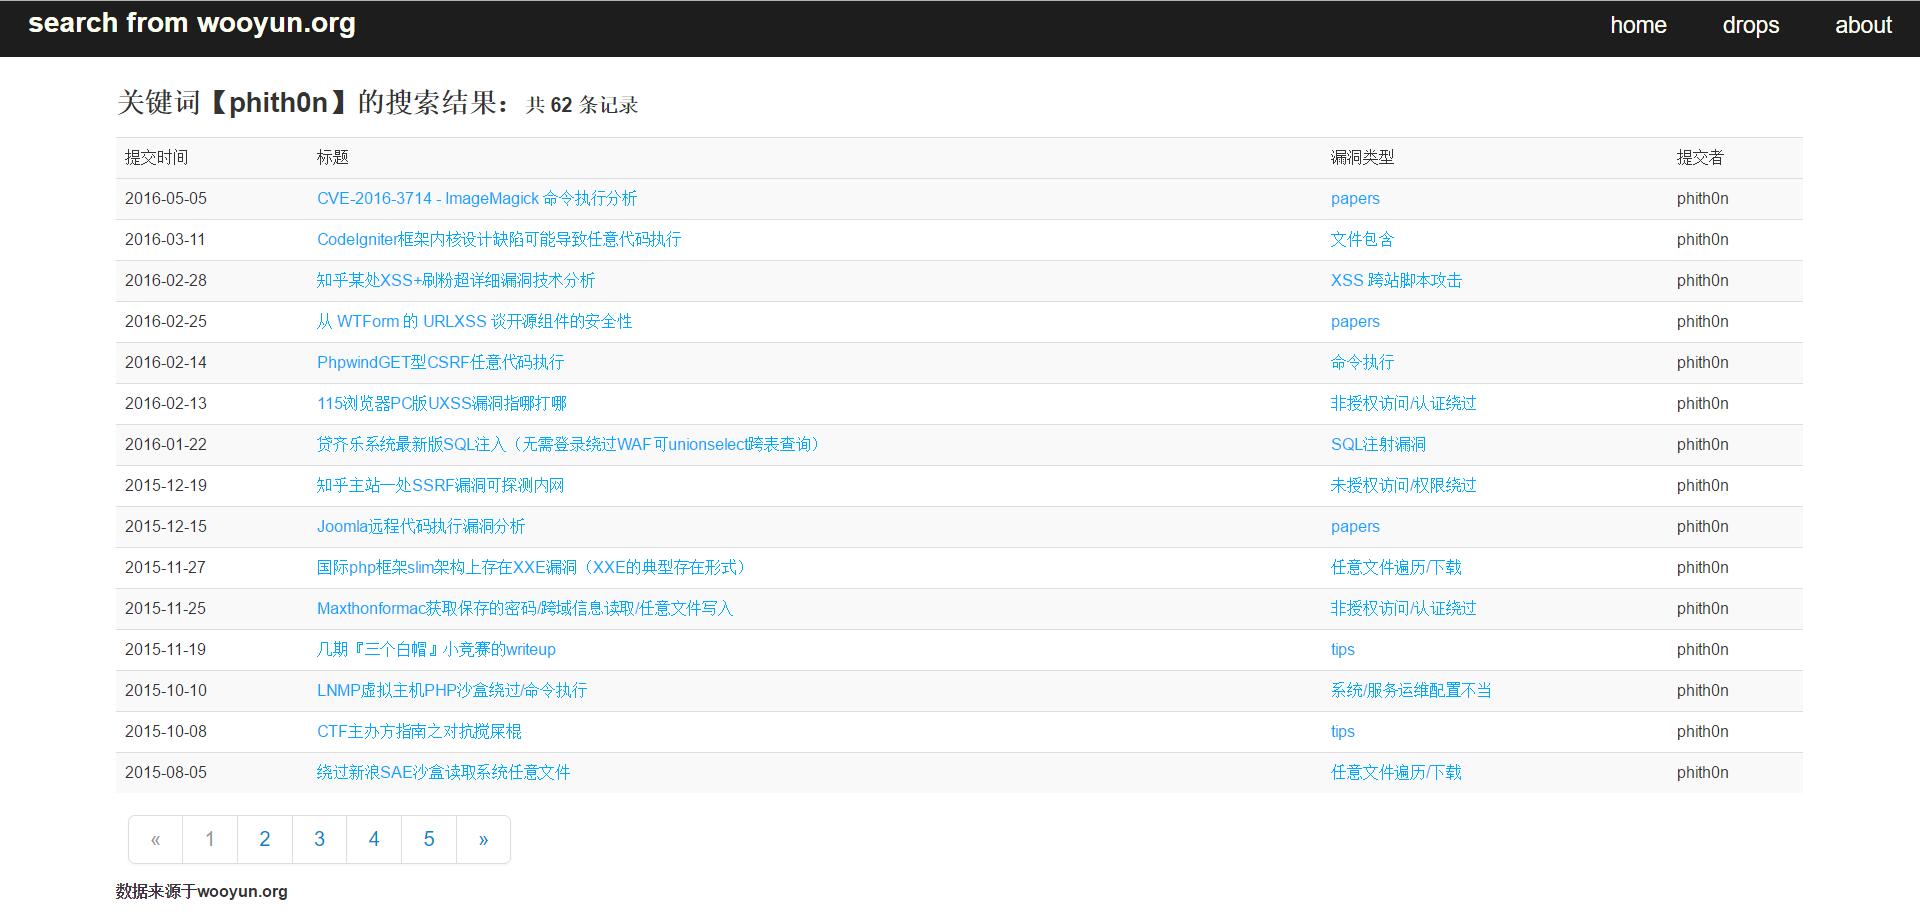 search from wooyun.org home drops about
关键词【phith0n】的搜索结果：共 62 条记录
提交时间 标题 漏洞类型 提交者
2016-05-05 CVE-2016-3714 - ImageMagick 命令执行分析 papers phith0n
2016-03-11 CodeIgniter框架内核设计缺陷可能导致任意代码执行 文件包含 phith0n
2016-02-28 知乎某处XSS+刷粉超详细漏洞技术分析 XSS 跨站脚本攻击 phith0n
2016-02-25 从 WTForm 的 URLXSS 谈开源组件的安全性 papers phith0n
2016-02-14 PhpwindGET型CSRF任意代码执行 命令执行 phith0n
2016-02-13 115浏览器PC版UXSS漏洞指哪打哪 非授权访问/认证绕过 phith0n
2016-01-22 贷齐乐系统最新版SQL注入（无需登录绕过WAF可unionselect跨表查询） SQL注射漏洞 phith0n
2015-12-19 知乎主站一处SSRF漏洞可探测内网 未授权访问/权限绕过 phith0n
2015-12-15 Joomla远程代码执行漏洞分析 papers phith0n
2015-11-27 国际php框架slim架构上存在XXE漏洞（XXE的典型存在形式） 任意文件遍历/下载 phith0n
2015-11-25 Maxthonformac获取保存的密码/跨域信息读取/任意文件写入 非授权访问/认证绕过 phith0n
2015-11-19 几期『三个白帽』小竞赛的writeup tips phith0n
2015-10-10 LNMP虚拟主机PHP沙盒绕过/命令执行 系统/服务运维配置不当 phith0n
2015-10-08 CTF主办方指南之对抗搅屎棍 tips phith0n
2015-08-05 绕过新浪SAE沙盒读取系统任意文件 任意文件遍历/下载 phith0n
« 1 2 3 4 5 »
数据来源于wooyun.org